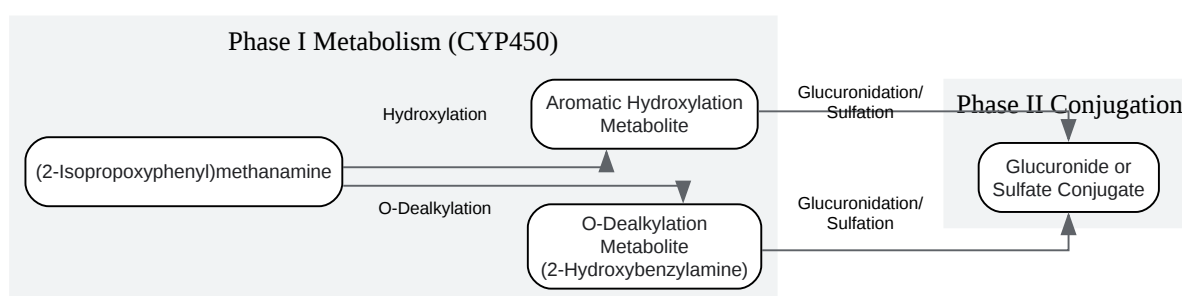 Phase I Metabolism (CYP450)
Hydroxylation
Aromatic Hydroxylation
Metabolite
Glucuronidation/
Sulfation
Phase II Conjugation
(2-Isopropoxyphenyl)methanamine
Glucuronide or
Sulfate Conjugate
O-Dealkylation
O-Dealkylation
Metabolite
(2-Hydroxybenzylamine)
Glucuronidation/
Sulfation